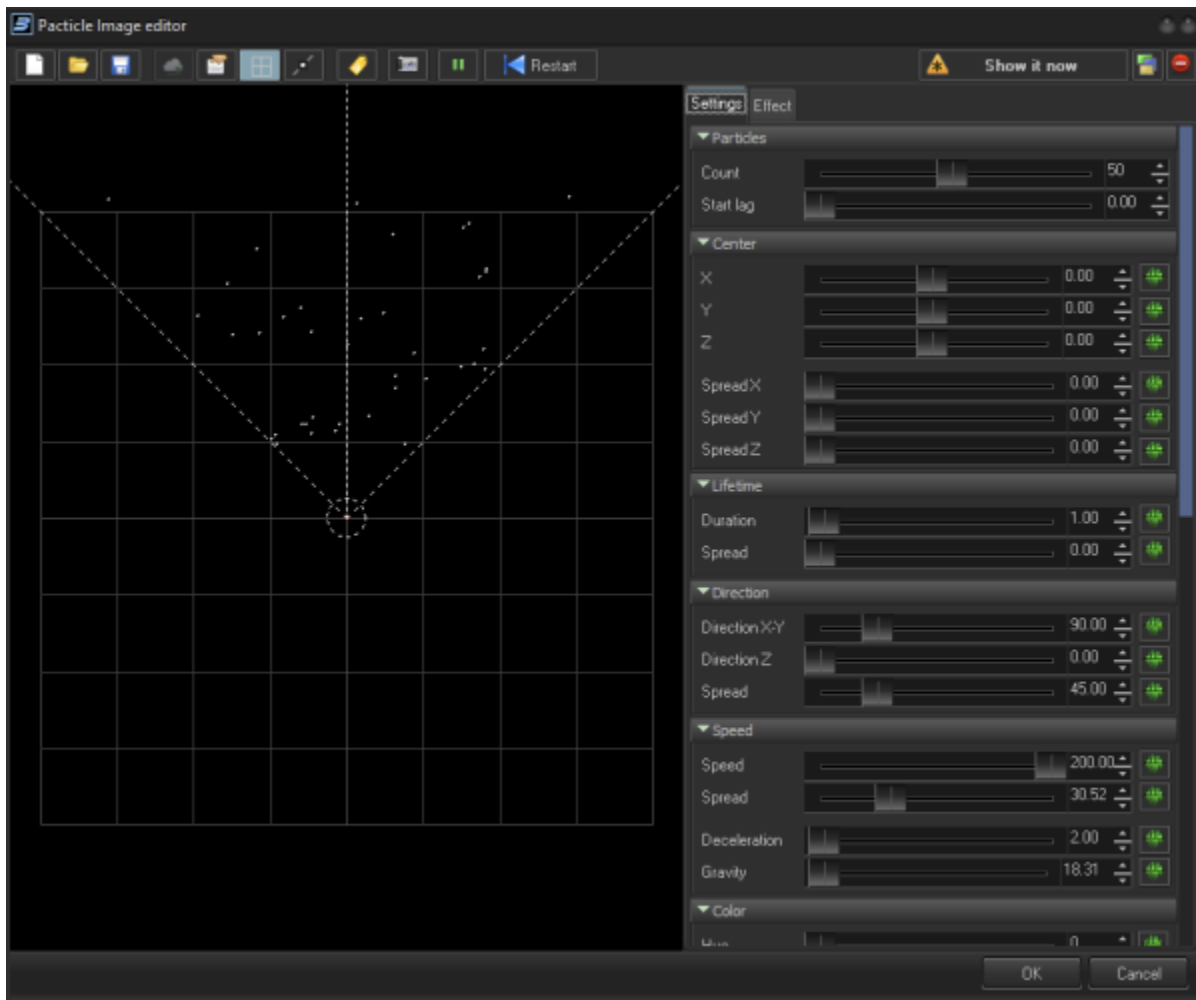 Pacticle Image editor
Restart
Show it now
Settings Effect
Particles
Count 50
Start lag 0.00
Center
X 0.00
Y 0.00
Z 0.00
Spread X 0.00
Spread Y 0.00
Spread Z 0.00
Lifetime
Duration 1.00
Spread 0.00
Direction
Direction X-Y 90.00
Direction Z 0.00
Spread 45.00
Speed
Speed 200.00
Spread 30.52
Deceleration 2.00
Gravity 18.31
Color
Hue 0
OK Cancel